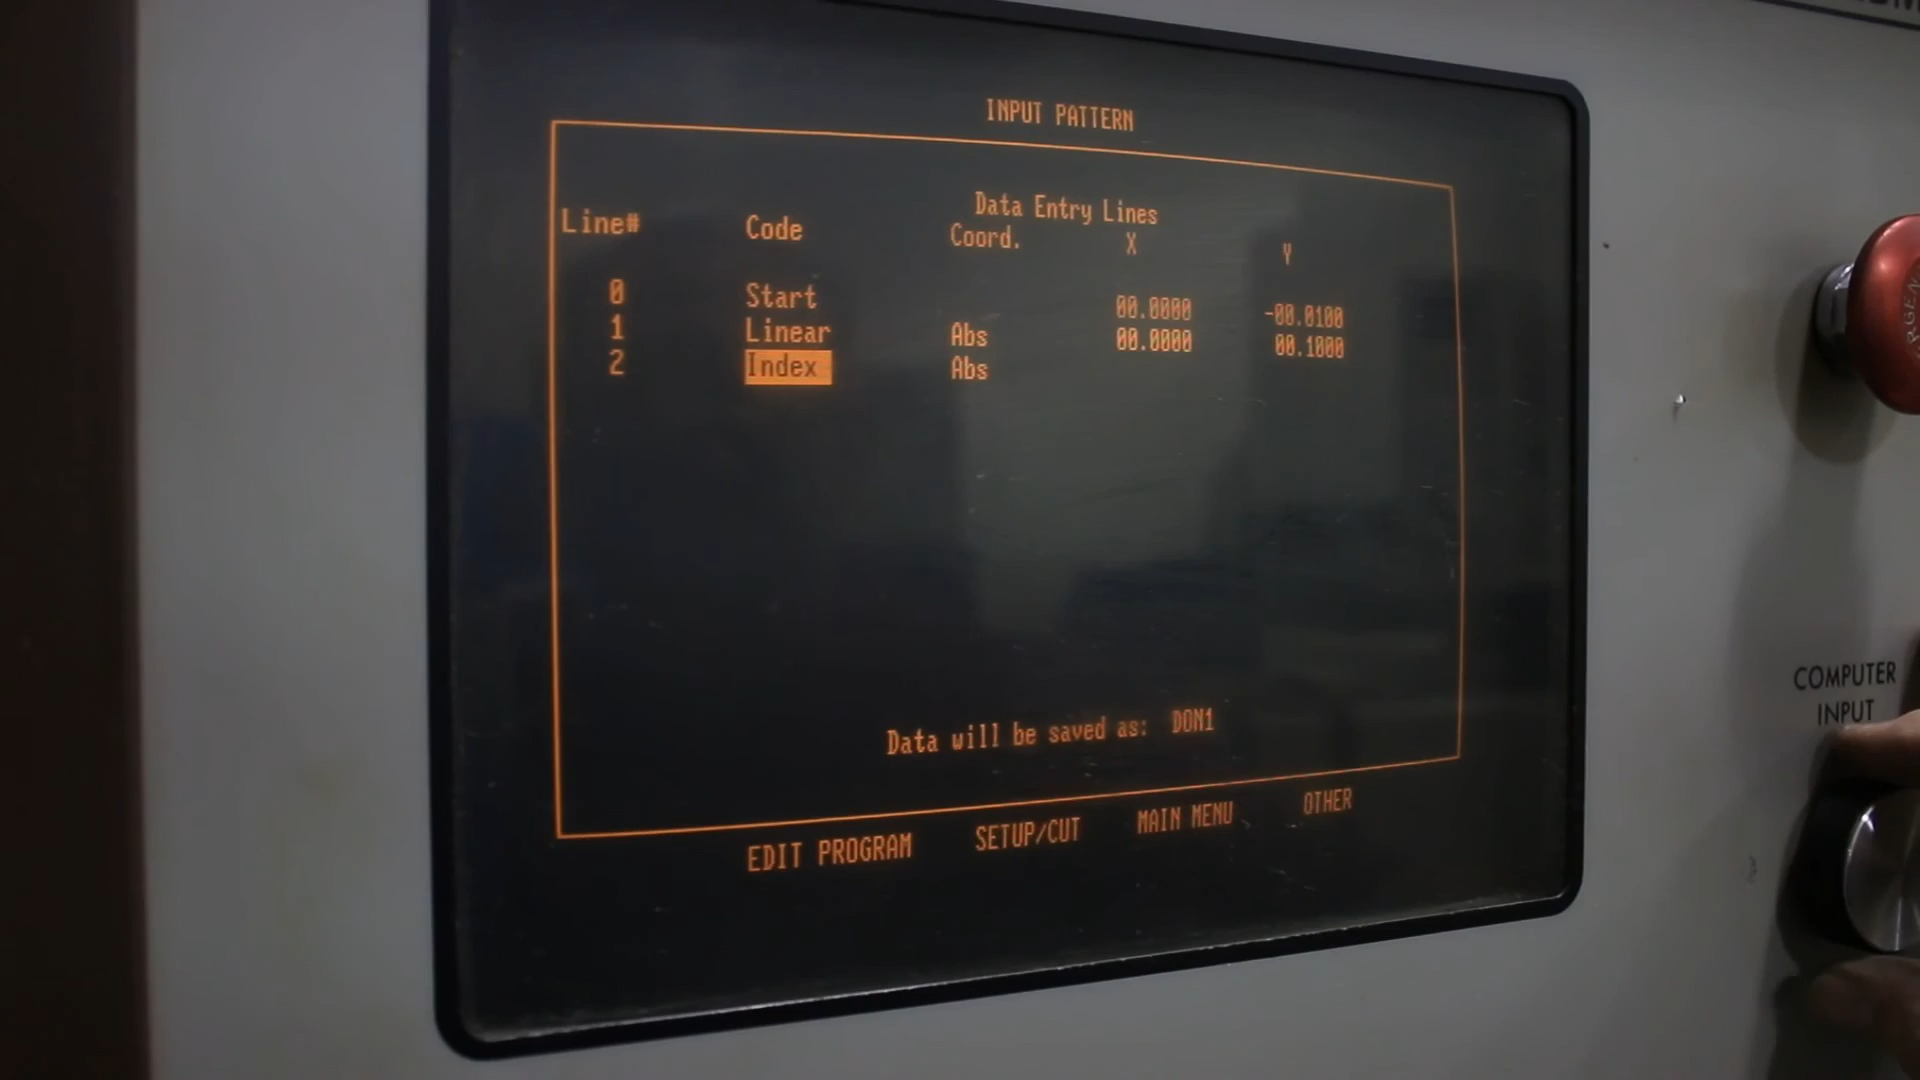 INPUT PATTERN
Data Entry Lines
Line# Code Coord. X Y
0 Start 00.0000 -00.0100
1 Linear Abs 00.0000 00.1000
2 Index Abs
Data will be saved as: DON1
EDIT PROGRAM SETUP/CUT MAIN MENU OTHER
COMPUTER
INPUT